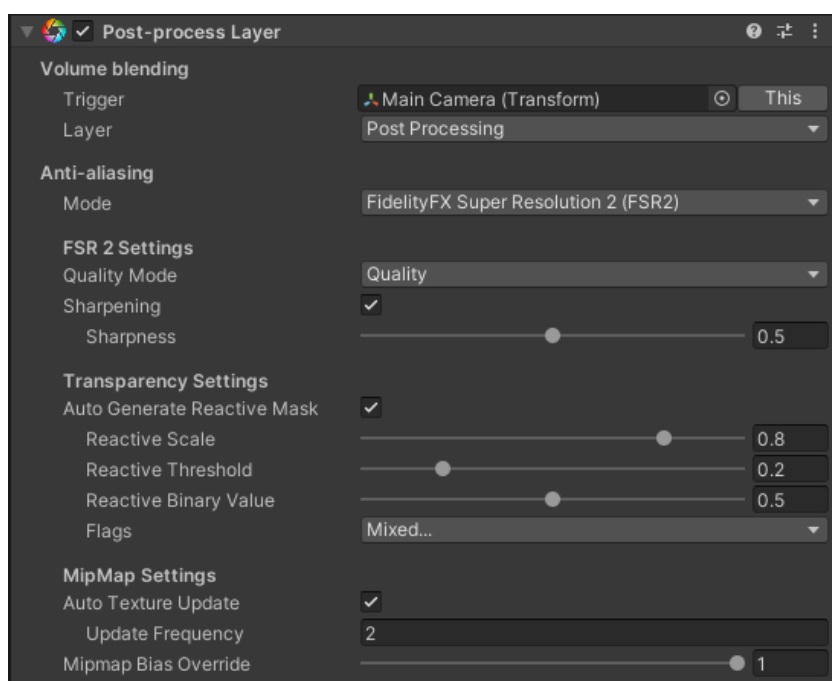 Post-process Layer
Volume blending
Trigger Main Camera (Transform) This
Layer Post Processing
Anti-aliasing
Mode FidelityFX Super Resolution 2 (FSR2)
FSR 2 Settings
Quality Mode Quality
Sharpening
Sharpness 0.5
Transparency Settings
Auto Generate Reactive Mask
Reactive Scale 0.8
Reactive Threshold 0.2
Reactive Binary Value 0.5
Flags Mixed...
MipMap Settings
Auto Texture Update
Update Frequency 2
Mipmap Bias Override 1